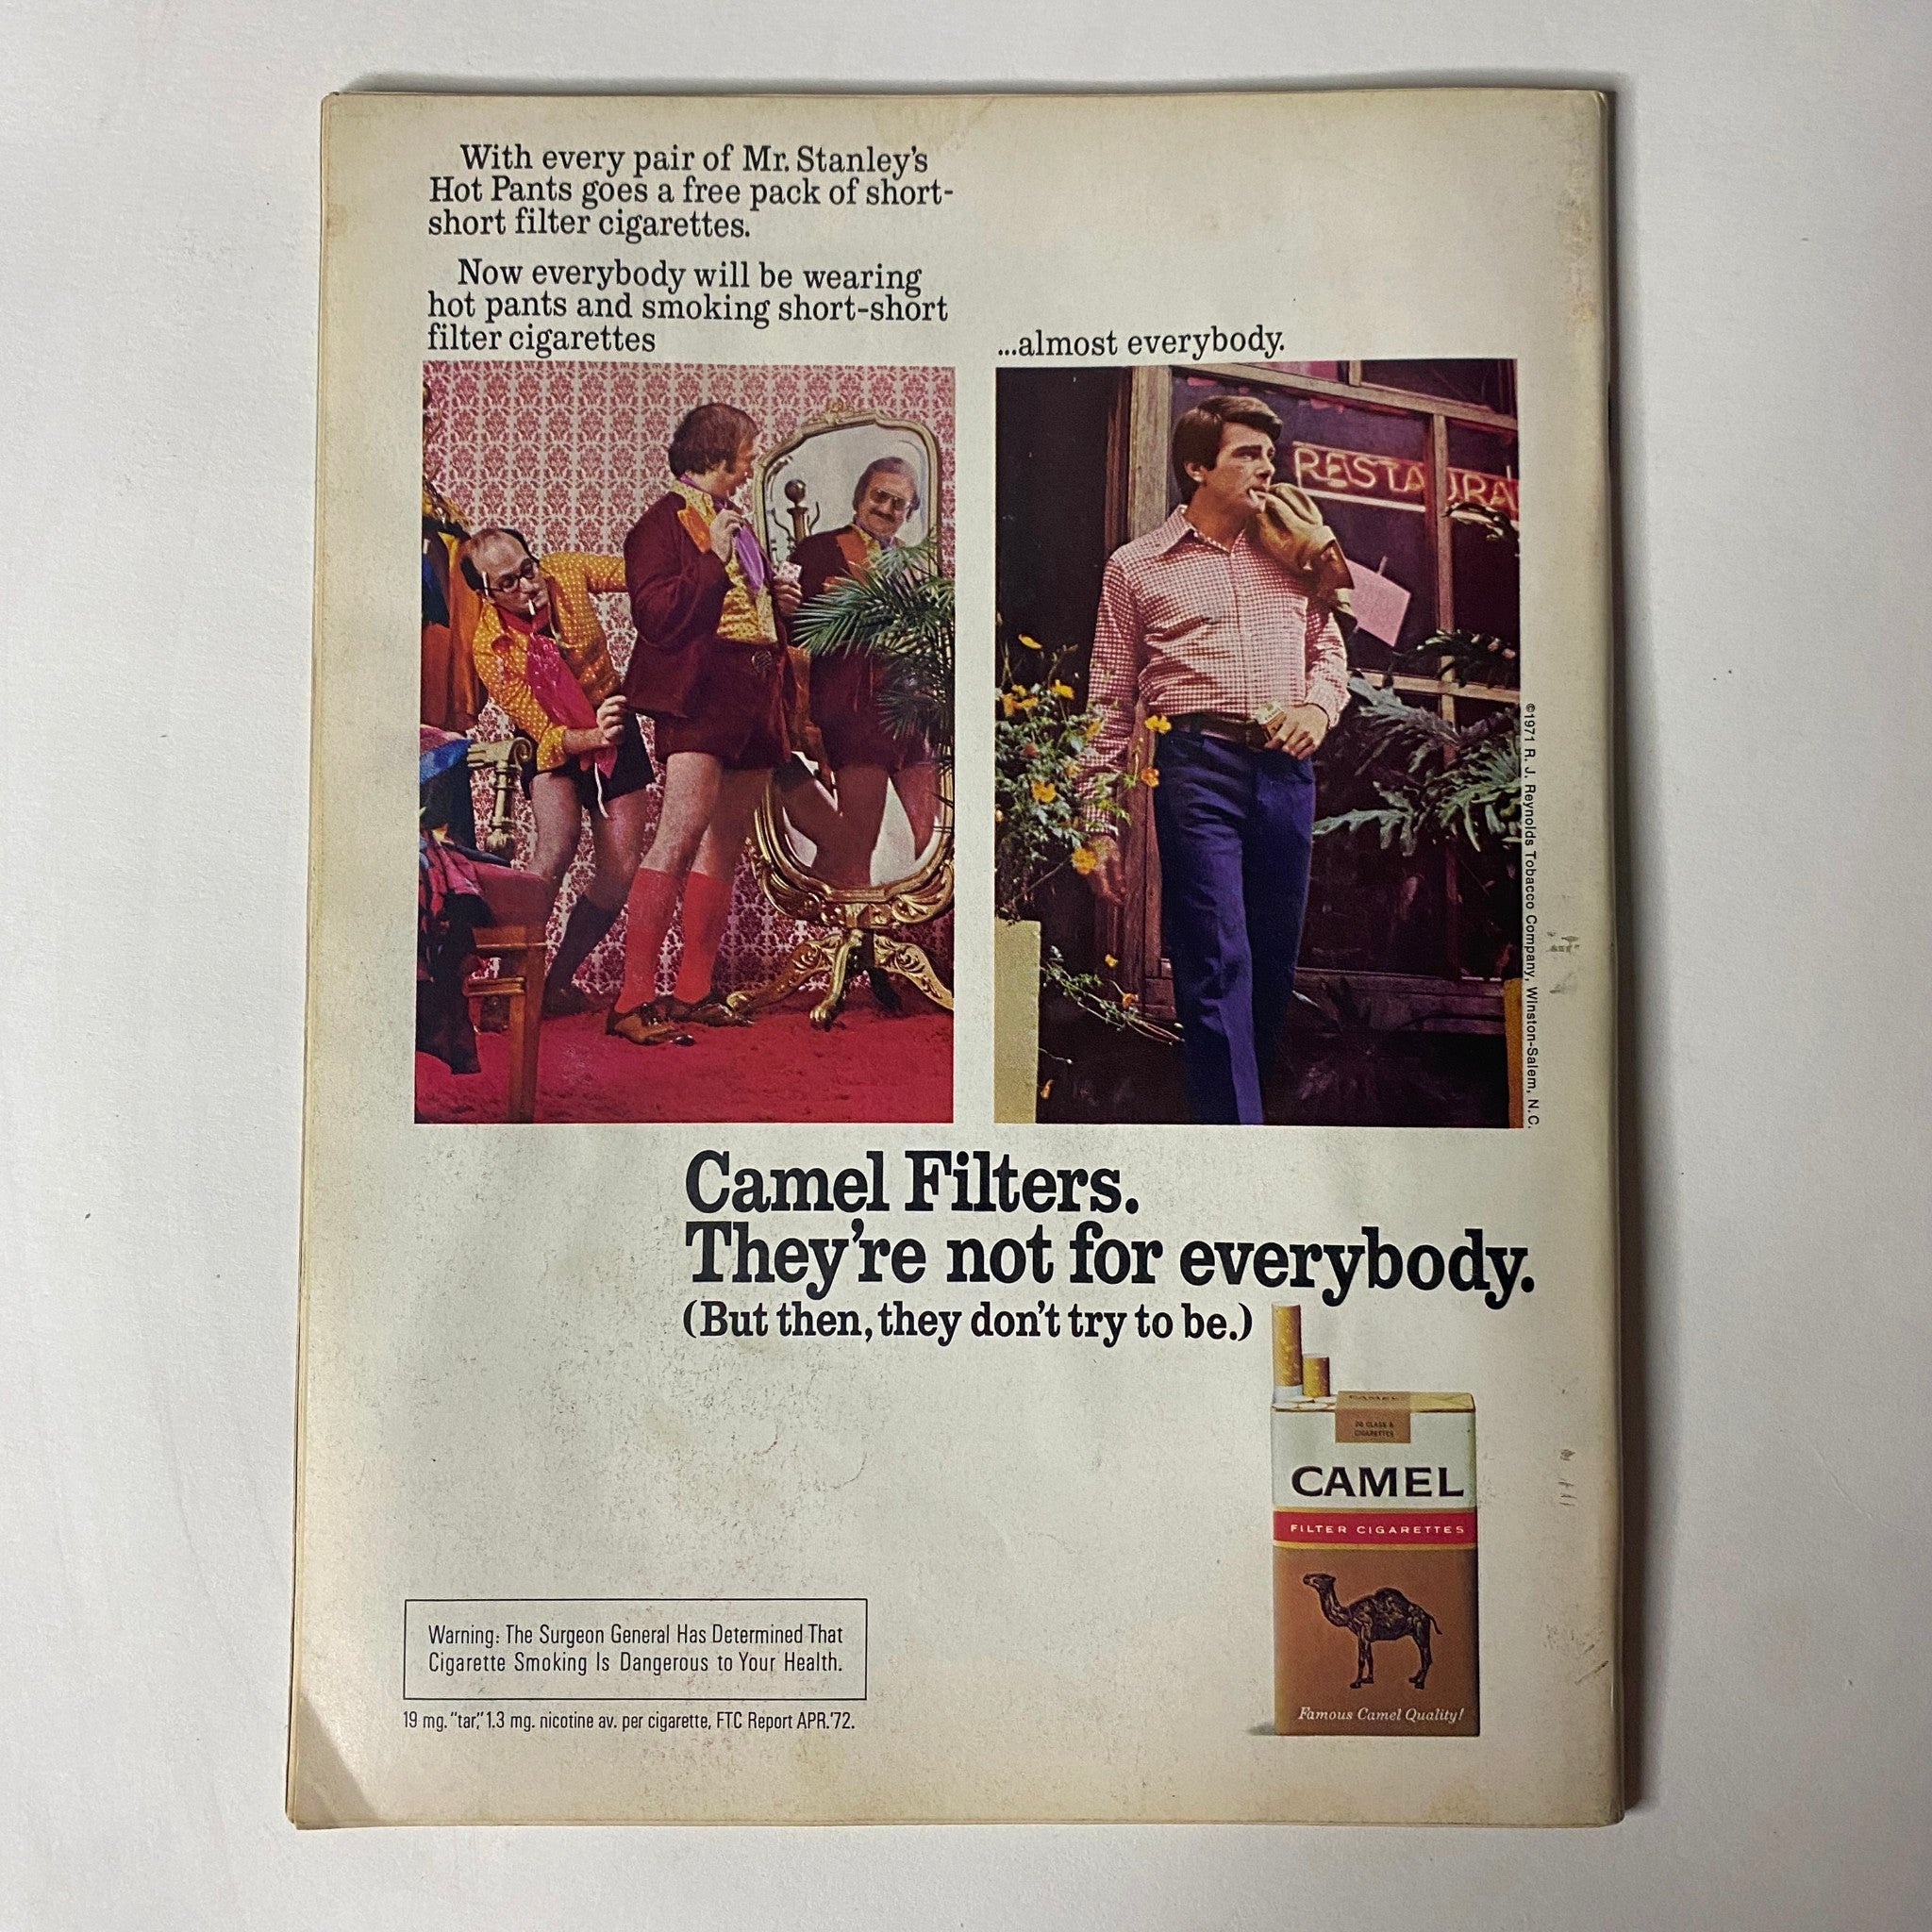 With every pair of Mr. Stanley's
Hot Pants goes a free pack of short-
short filter cigarettes.
Now everybody will be wearing
hot pants and smoking short-short
filter cigarettes
...almost everybody.
RESTAURA
©1971 R. J. Reynolds Tobacco Company, Winston-Salem, N.C.
Camel Filters.
They're not for everybody.
(But then, they don't try to be.)
CAMEL
20 CLASS A
CIGARETTES
CAMEL
FILTER CIGARETTES
Famous Camel Quality!
Warning: The Surgeon General Has Determined That
Cigarette Smoking Is Dangerous to Your Health.
19 mg. "tar," 1.3 mg. nicotine av. per cigarette, FTC Report APR.'72.